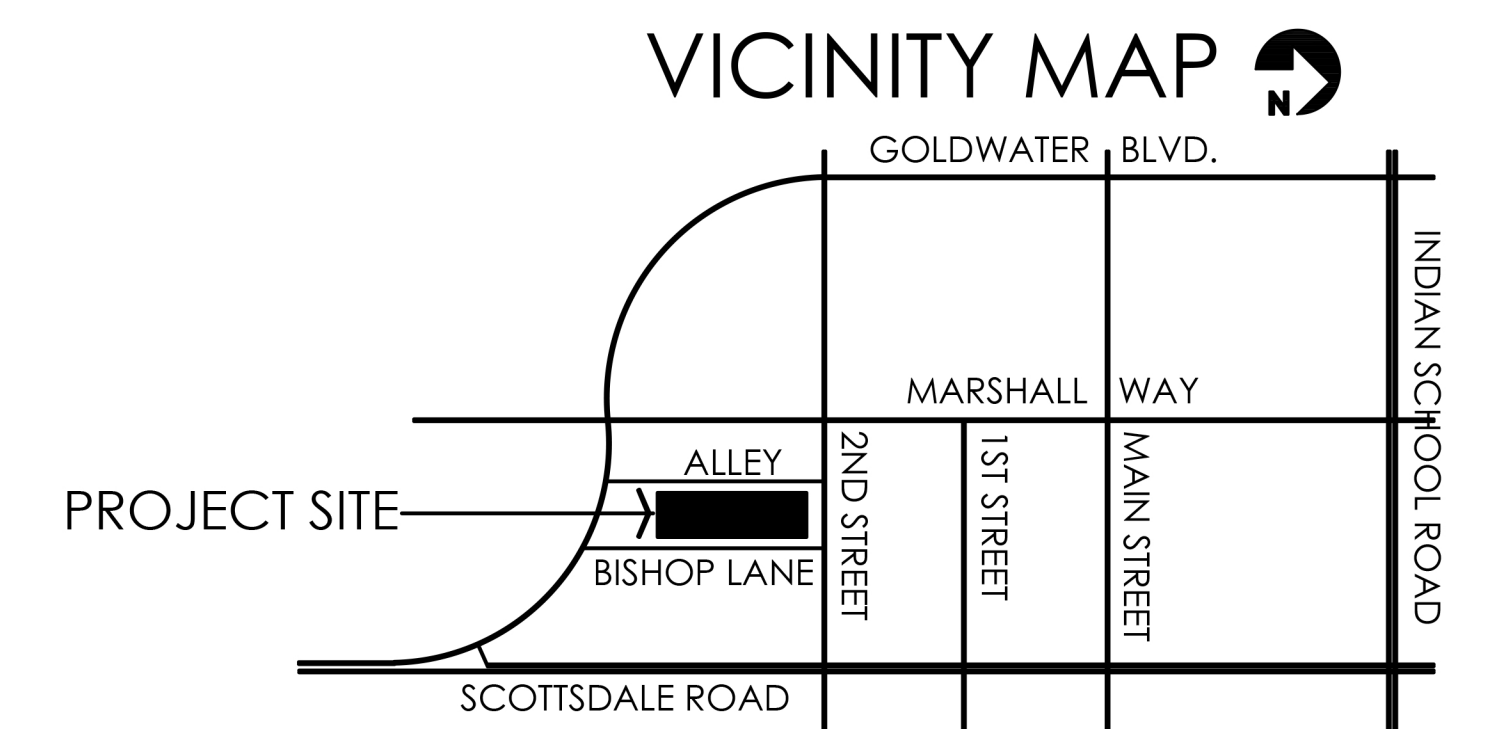 VICINITY MAP
N
GOLDWATER BLVD.
INDIAN SCHOOL ROAD
MARSHALL WAY
2ND STREET
1ST STREET
MAIN STREET
ALLEY
PROJECT SITE
BISHOP LANE
SCOTTSDALE ROAD